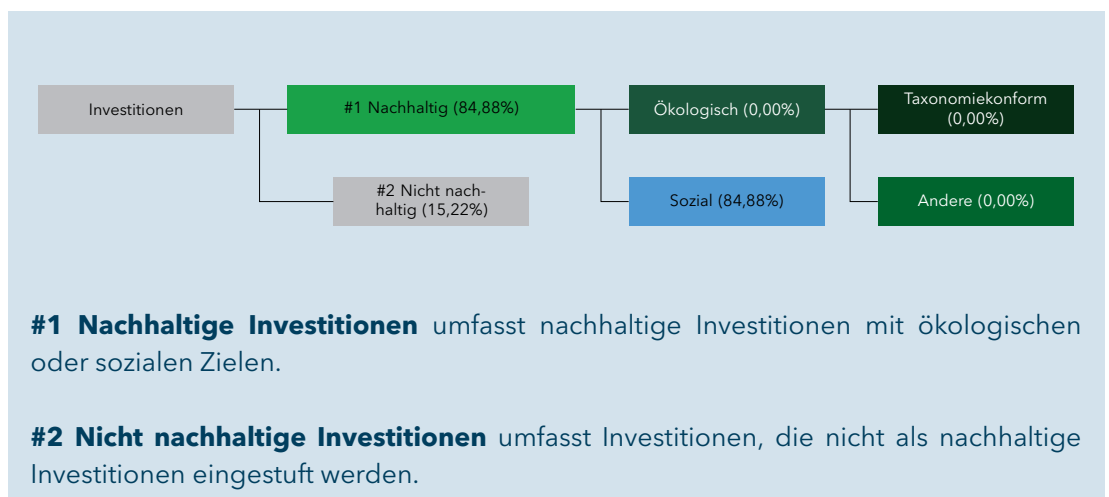 Investitionen
#1 Nachhaltig (84,88%)
Ökologisch (0,00%)
Taxonomiekonform
(0,00%)
#2 Nicht nach-
haltig (15,22%)
Sozial (84,88%)
Andere (0,00%)
#1 Nachhaltige Investitionen umfasst nachhaltige Investitionen mit ökologischen
oder sozialen Zielen.
#2 Nicht nachhaltige Investitionen umfasst Investitionen, die nicht als nachhaltige
Investitionen eingestuft werden.